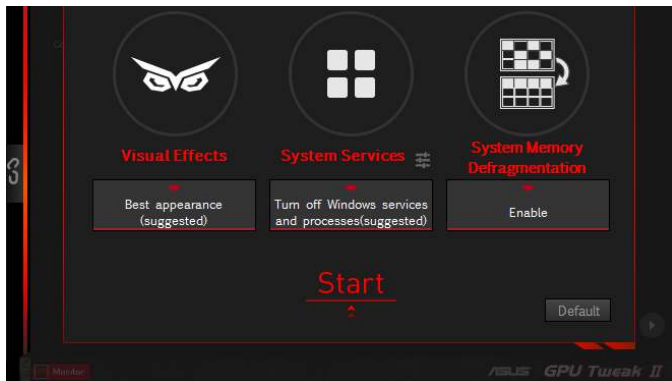 Visual Effects
System Services
System Memory
Defragmentation
Best appearance
(suggested)
Turn off Windows services
and processes(suggested)
Enable
Start
Default
Monitor
ASUS GPU Tweak II